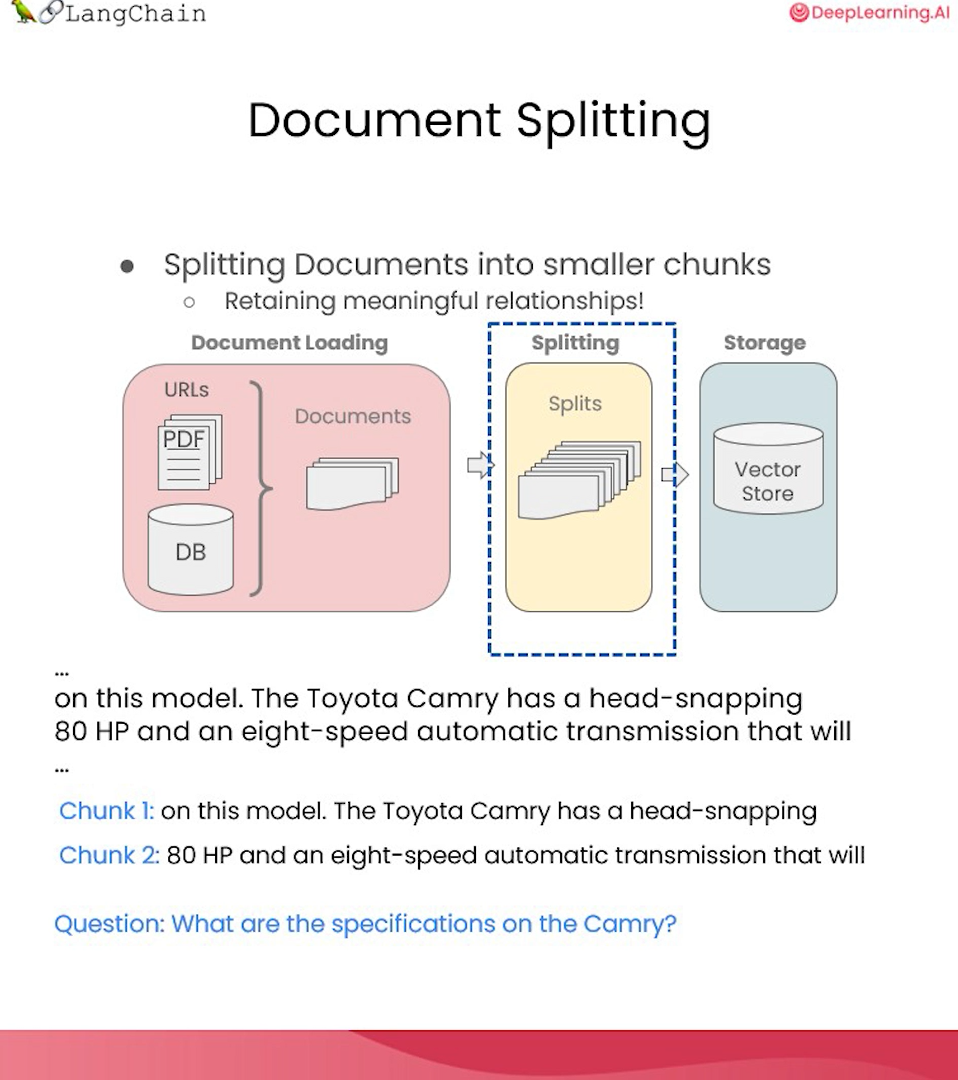 LangChain
DeepLearning.AI
Document Splitting
● Splitting Documents into smaller chunks
○ Retaining meaningful relationships!
Document Loading
Splitting
Storage
URLs
PDF
DB
Documents
Splits
Vector
Store
...
on this model. The Toyota Camry has a head-snapping
80 HP and an eight-speed automatic transmission that will
...
Chunk 1: on this model. The Toyota Camry has a head-snapping
Chunk 2: 80 HP and an eight-speed automatic transmission that will
Question: What are the specifications on the Camry?